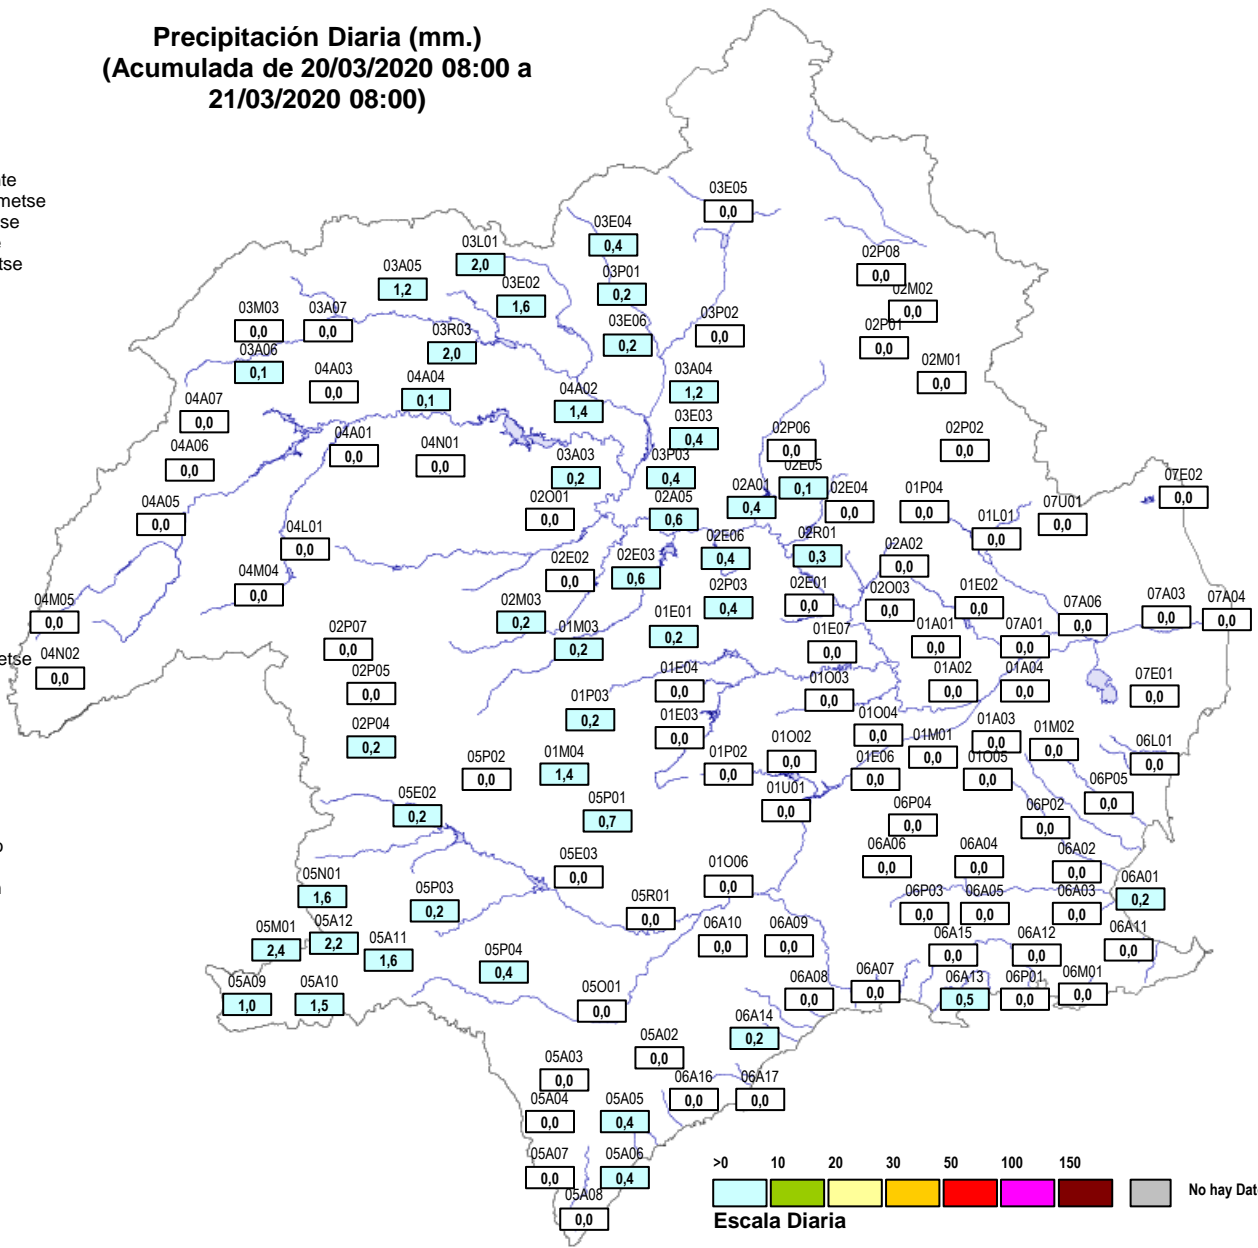 Precipitación Diaria (mm.)
(Acumulada de 20/03/2020 08:00 a
21/03/2020 08:00)
nte
metse
se
e
tse
etse
o
n
03E05
0,0
03E04
0,4
03L01
2,0
02P08
0,0
03A05
1,2
03E02
1,6
03P01
0,2
02M02
0,0
03M03
0,0
03A07
0,0
03R03
2,0
03E06
0,2
03P02
0,0
02P01
0,0
03A06
0,1
04A03
0,0
04A04
0,1
04A02
1,4
03A04
1,2
02M01
0,0
04A07
0,0
03E03
0,4
04A06
0,0
04A01
0,0
04N01
0,0
03A03
0,2
03P03
0,4
02P06
0,0
02P02
0,0
02E05
0,1
04A05
0,0
02O01
0,0
02A05
0,6
02A01
0,4
02E04
0,0
01P04
0,0
01L01
0,0
07U01
0,0
07E02
0,0
04L01
0,0
02E02
0,0
02E03
0,6
02E06
0,4
02R01
0,3
02A02
0,0
04M04
0,0
04M05
0,0
02M03
0,2
01M03
0,2
01E01
0,2
02P03
0,4
02E01
0,0
02O03
0,0
01E02
0,0
07A06
0,0
07A03
0,0
07A04
0,0
04N02
0,0
02P07
0,0
01E07
0,0
01A01
0,0
07A01
0,0
02P05
0,0
01E04
0,0
01O03
0,0
01A02
0,0
01A04
0,0
07E01
0,0
02P04
0,2
01P03
0,2
01E03
0,0
01O04
0,0
01A03
0,0
01M02
0,0
05P02
0,0
01M04
1,4
01P02
0,0
01O02
0,0
01M01
0,0
01E06
0,0
01O05
0,0
06L01
0,0
05E02
0,2
05P01
0,7
01U01
0,0
06P04
0,0
06P02
0,0
06P05
0,0
05E03
0,0
01O06
0,0
06A06
0,0
06A04
0,0
06A02
0,0
05N01
1,6
05P03
0,2
05R01
0,0
06P03
0,0
06A05
0,0
06A03
0,0
06A01
0,2
05M01
2,4
05A12
2,2
05A11
1,6
05P04
0,4
06A10
0,0
06A09
0,0
06A15
0,0
06A12
0,0
06A11
0,0
05A09
1,0
05A10
1,5
05O01
0,0
06A08
0,0
06A07
0,0
06A13
0,5
06P01
0,0
06M01
0,0
06A14
0,2
05A02
0,0
05A03
0,0
06A16
0,0
06A17
0,0
05A04
0,0
05A05
0,4
05A07
0,0
05A06
0,4
05A08
0,0
>0 10 20 30 50 100 150
No hay Dat
Escala Diaria